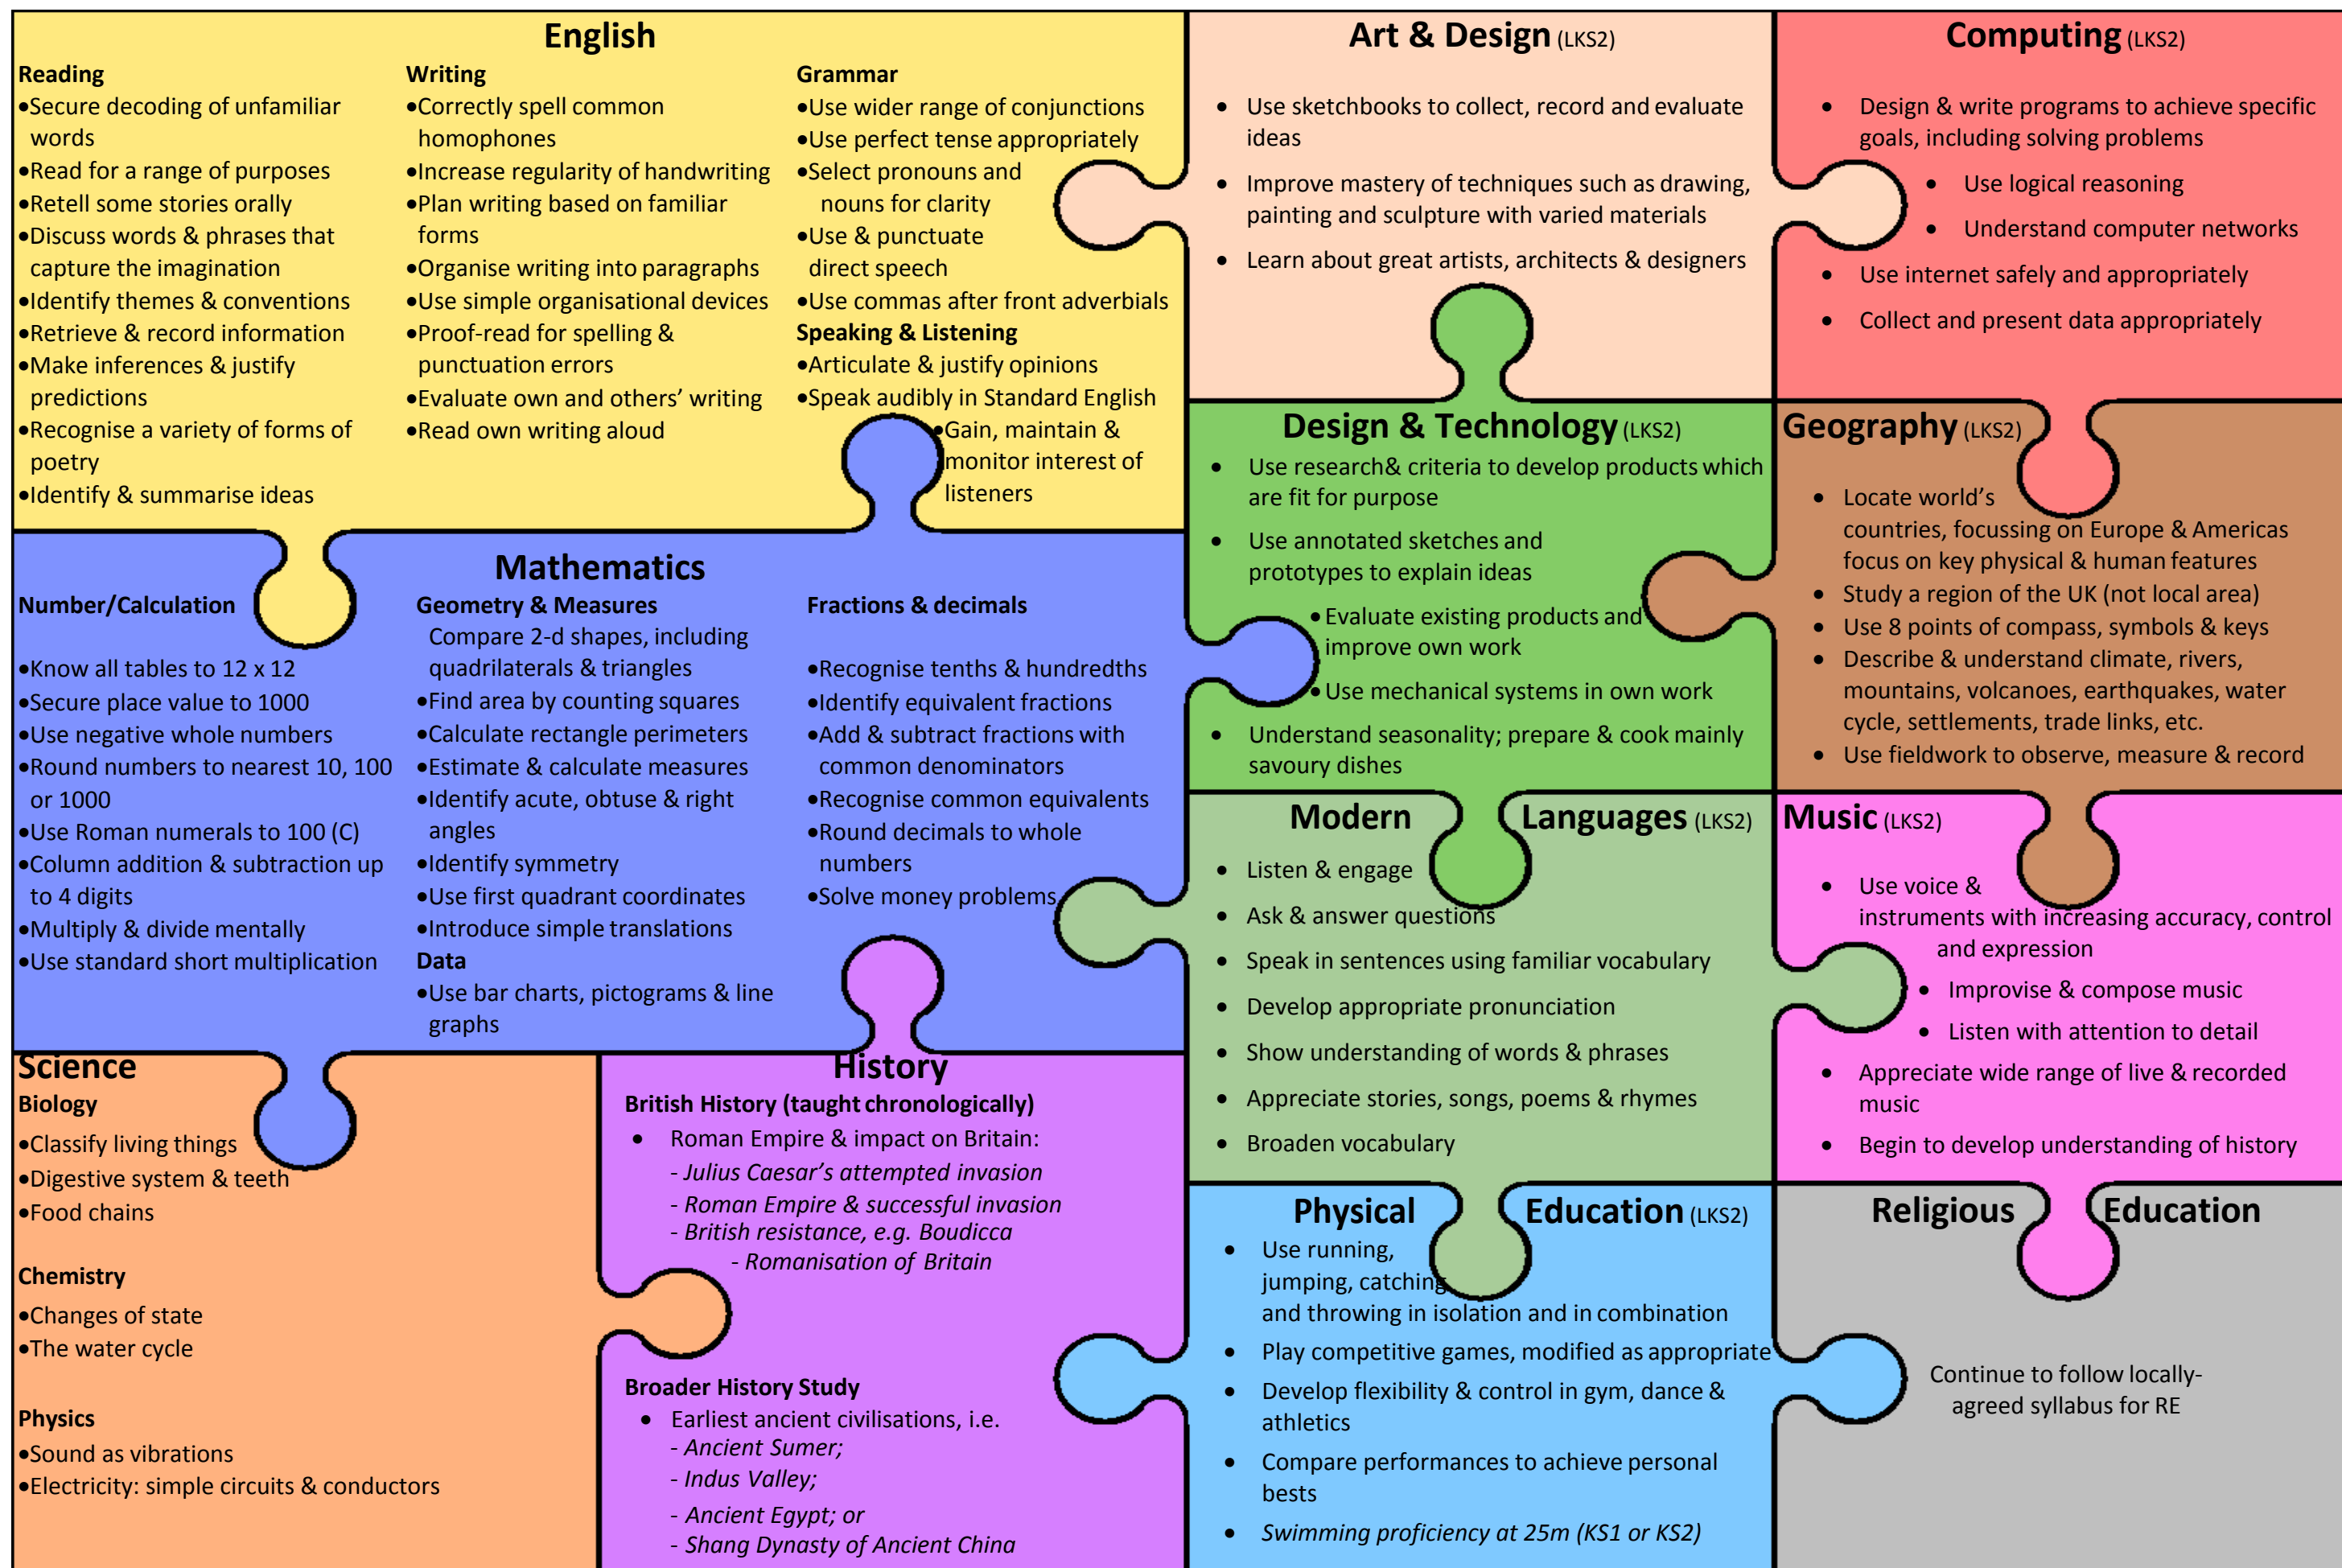 English
Reading
•Secure decoding of unfamiliar
words
•Read for a range of purposes
•Retell some stories orally
•Discuss words & phrases that
capture the imagination
•Identify themes & conventions
•Retrieve & record information
•Make inferences & justify
predictions
•Recognise a variety of forms of
poetry
•Identify & summarise ideas
Writing
•Correctly spell common
homophones
•Increase regularity of handwriting
•Plan writing based on familiar
forms
•Organise writing into paragraphs
•Use simple organisational devices
•Proof-read for spelling &
punctuation errors
•Evaluate own and others’ writing
•Read own writing aloud
Grammar
•Use wider range of conjunctions
•Use perfect tense appropriately
•Select pronouns and
nouns for clarity
•Use & punctuate
direct speech
•Use commas after front adverbials
Speaking & Listening
•Articulate & justify opinions
•Speak audibly in Standard English
•Gain, maintain &
monitor interest of
listeners
Art & Design (LKS2)
• Use sketchbooks to collect, record and evaluate
ideas
• Improve mastery of techniques such as drawing,
painting and sculpture with varied materials
• Learn about great artists, architects & designers
Computing (LKS2)
• Design & write programs to achieve specific
goals, including solving problems
• Use logical reasoning
• Understand computer networks
• Use internet safely and appropriately
• Collect and present data appropriately
Mathematics
Number/Calculation
•Know all tables to 12 x 12
•Secure place value to 1000
•Use negative whole numbers
•Round numbers to nearest 10, 100
or 1000
•Use Roman numerals to 100 (C)
•Column addition & subtraction up
to 4 digits
•Multiply & divide mentally
•Use standard short multiplication
Geometry & Measures
Compare 2-d shapes, including
quadrilaterals & triangles
•Find area by counting squares
•Calculate rectangle perimeters
•Estimate & calculate measures
•Identify acute, obtuse & right
angles
•Identify symmetry
•Use first quadrant coordinates
•Introduce simple translations
Data
•Use bar charts, pictograms & line
graphs
Fractions & decimals
•Recognise tenths & hundredths
•Identify equivalent fractions
•Add & subtract fractions with
common denominators
•Recognise common equivalents
•Round decimals to whole
numbers
•Solve money problems
Design & Technology (LKS2)
• Use research& criteria to develop products which
are fit for purpose
• Use annotated sketches and
prototypes to explain ideas
• Evaluate existing products and
improve own work
• Use mechanical systems in own work
• Understand seasonality; prepare & cook mainly
savoury dishes
Geography (LKS2)
• Locate world’s
countries, focussing on Europe & Americas
focus on key physical & human features
• Study a region of the UK (not local area)
• Use 8 points of compass, symbols & keys
• Describe & understand climate, rivers,
mountains, volcanoes, earthquakes, water
cycle, settlements, trade links, etc.
• Use fieldwork to observe, measure & record
Modern Languages (LKS2)
• Listen & engage
• Ask & answer questions
• Speak in sentences using familiar vocabulary
• Develop appropriate pronunciation
• Show understanding of words & phrases
• Appreciate stories, songs, poems & rhymes
• Broaden vocabulary
Music (LKS2)
• Use voice &
instruments with increasing accuracy, control
and expression
• Improvise & compose music
• Listen with attention to detail
• Appreciate wide range of live & recorded
music
• Begin to develop understanding of history
Science
Biology
•Classify living things
•Digestive system & teeth
•Food chains
Chemistry
•Changes of state
•The water cycle
Physics
•Sound as vibrations
•Electricity: simple circuits & conductors
History
British History (taught chronologically)
• Roman Empire & impact on Britain:
- Julius Caesar’s attempted invasion
- Roman Empire & successful invasion
- British resistance, e.g. Boudicca
- Romanisation of Britain
Broader History Study
• Earliest ancient civilisations, i.e.
- Ancient Sumer;
- Indus Valley;
- Ancient Egypt; or
- Shang Dynasty of Ancient China
Physical Education (LKS2)
• Use running,
jumping, catching
and throwing in isolation and in combination
• Play competitive games, modified as appropriate
• Develop flexibility & control in gym, dance &
athletics
• Compare performances to achieve personal
bests
• Swimming proficiency at 25m (KS1 or KS2)
Religious Education
Continue to follow locally-
agreed syllabus for RE